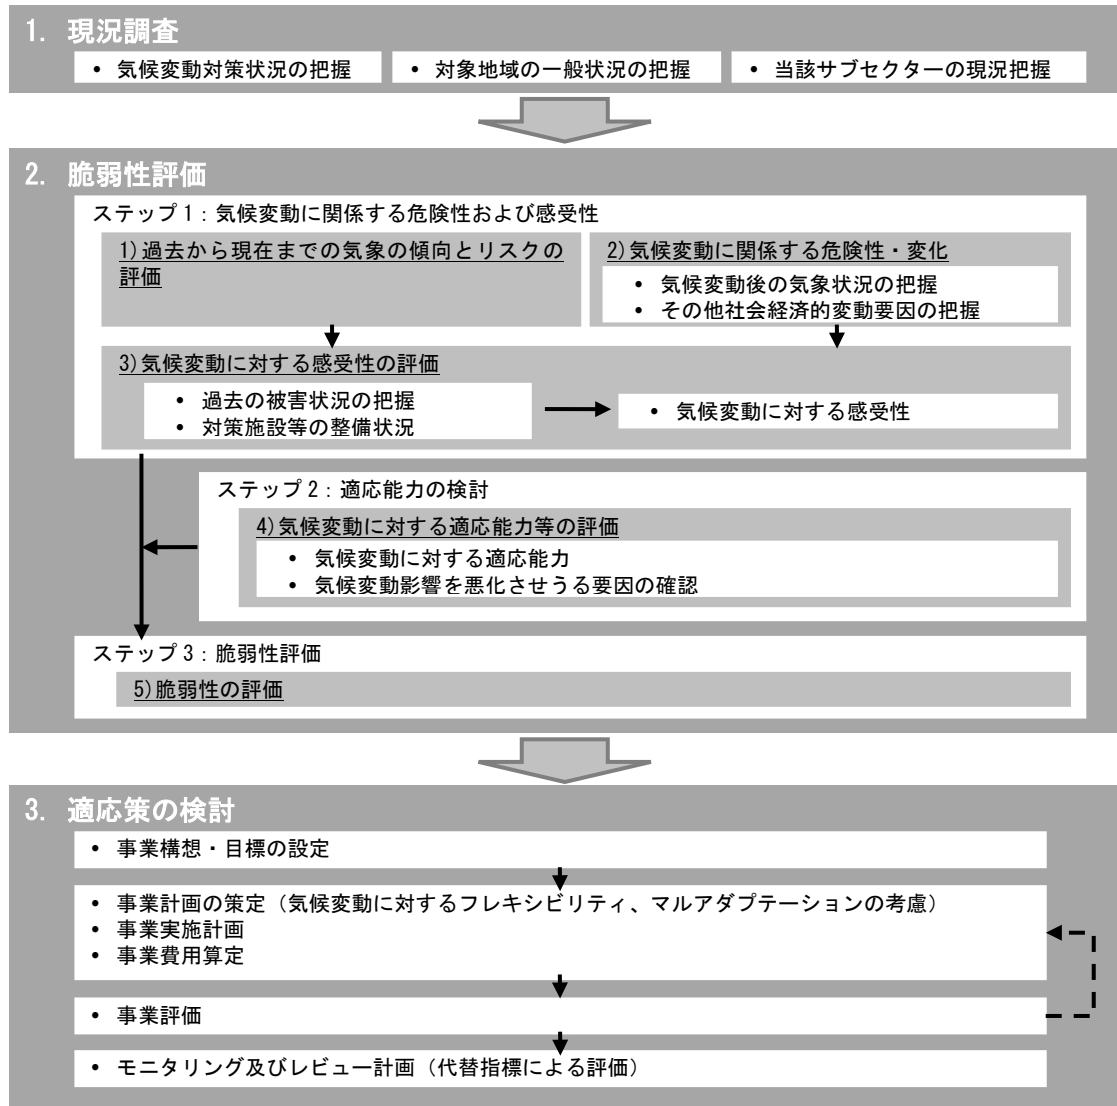 1. 現況調査
• 気候変動対策状況の把握
• 対象地域の一般状況の把握
• 当該サブセクターの現況把握
2. 脆弱性評価
ステップ1：気候変動に関係する危険性および感受性
1)過去から現在までの気象の傾向とリスクの
評価
2)気候変動に関係する危険性・変化
• 気候変動後の気象状況の把握
• その他社会経済的変動要因の把握
3)気候変動に対する感受性の評価
• 過去の被害状況の把握
• 対策施設等の整備状況
• 気候変動に対する感受性
ステップ2：適応能力の検討
4)気候変動に対する適応能力等の評価
• 気候変動に対する適応能力
• 気候変動影響を悪化させうる要因の確認
ステップ3：脆弱性評価
5)脆弱性の評価
3. 適応策の検討
• 事業構想・目標の設定
• 事業計画の策定（気候変動に対するフレキシビリティ、マルアダプテーションの考慮）
• 事業実施計画
• 事業費用算定
• 事業評価
• モニタリング及びレビュー計画（代替指標による評価）